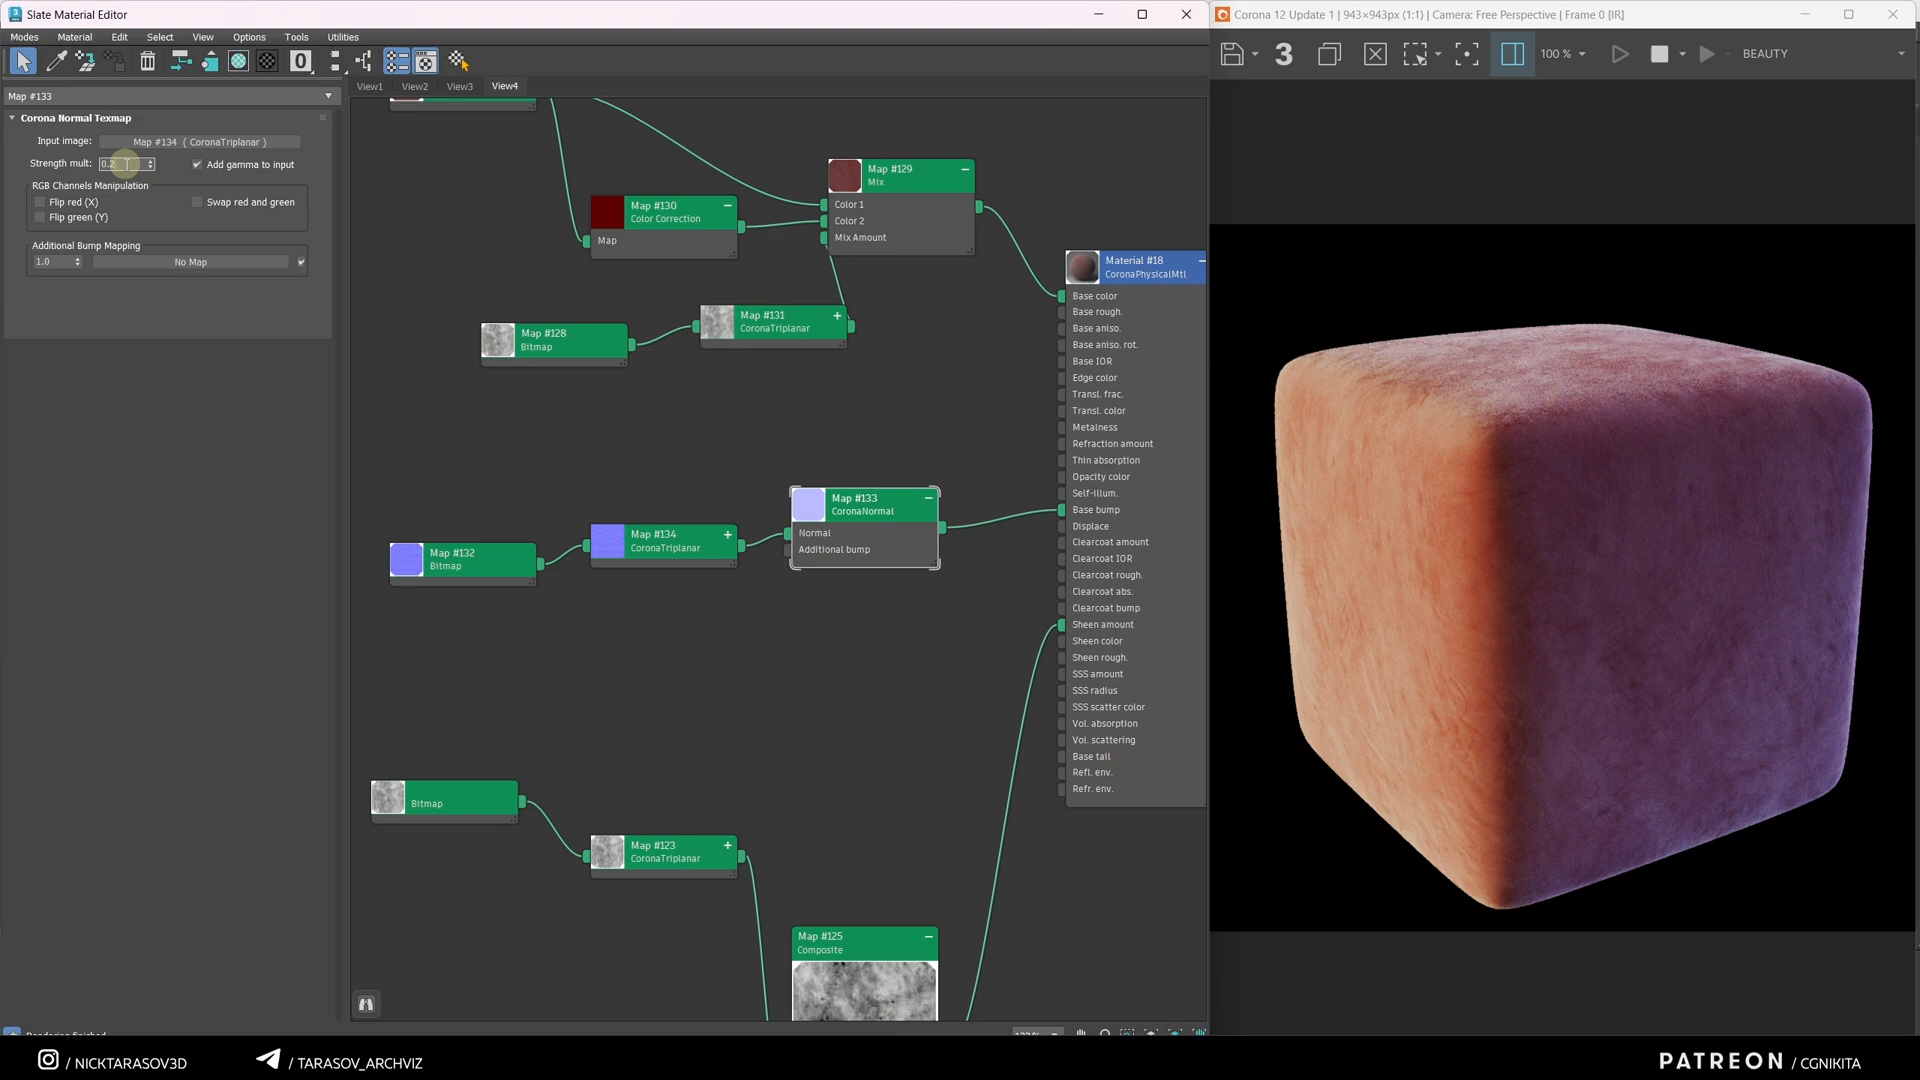 Slate Material Editor
Modes Material Edit Select View Options Tools Utilities
Map #133
Corona Normal Texmap
Input image: Map #134 ( CoronaTriplanar )
Strength mult: 0.2 Add gamma to input
RGB Channels Manipulation
Flip red (X) Swap red and green
Flip green (Y)
Additional Bump Mapping
1.0 No Map
View1 View2 View3 View4
Map #129
Mix
Color 1
Color 2
Mix Amount
Map #130
Color Correction
Map
Map #128
Bitmap
Map #131
CoronaTriplanar
Map #132
Bitmap
Map #134
CoronaTriplanar
Map #133
CoronaNormal
Normal
Additional bump
Bitmap
Map #123
CoronaTriplanar
Map #125
Composite
Material #18
CoronaPhysicalMtl
Base color
Base rough.
Base aniso.
Base aniso. rot.
Base IOR
Edge color
Transl. frac.
Transl. color
Metalness
Refraction amount
Thin absorption
Opacity color
Self-illum.
Base bump
Displace
Clearcoat amount
Clearcoat IOR
Clearcoat rough.
Clearcoat abs.
Clearcoat bump
Sheen amount
Sheen color
Sheen rough.
SSS amount
SSS radius
SSS scatter color
Vol. absorption
Vol. scattering
Base tail
Refl. env.
Refr. env.
Corona 12 Update 1 | 943×943px (1:1) | Camera: Free Perspective | Frame 0 [IR]
3 100 % BEAUTY
/ NICKTARASOV3D
/ TARASOV_ARCHVIZ
PATREON / CGNIKITA